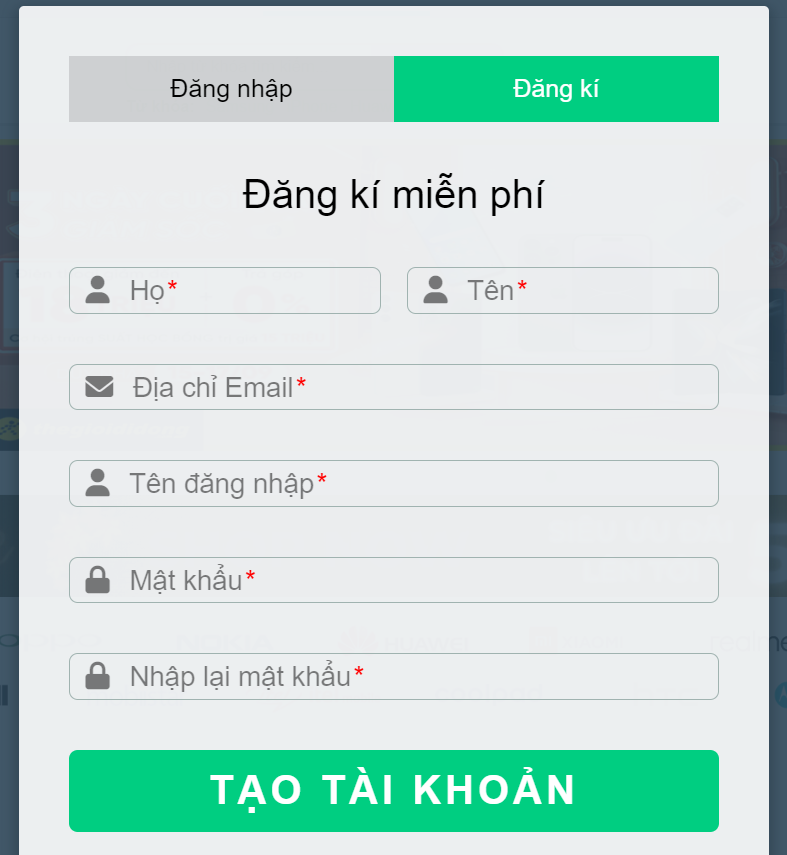 Đăng nhập Đăng kí
Đăng kí miễn phí
Họ* Tên*
Địa chỉ Email*
Tên đăng nhập*
Mật khẩu*
Nhập lại mật khẩu*
TẠO TÀI KHOẢN